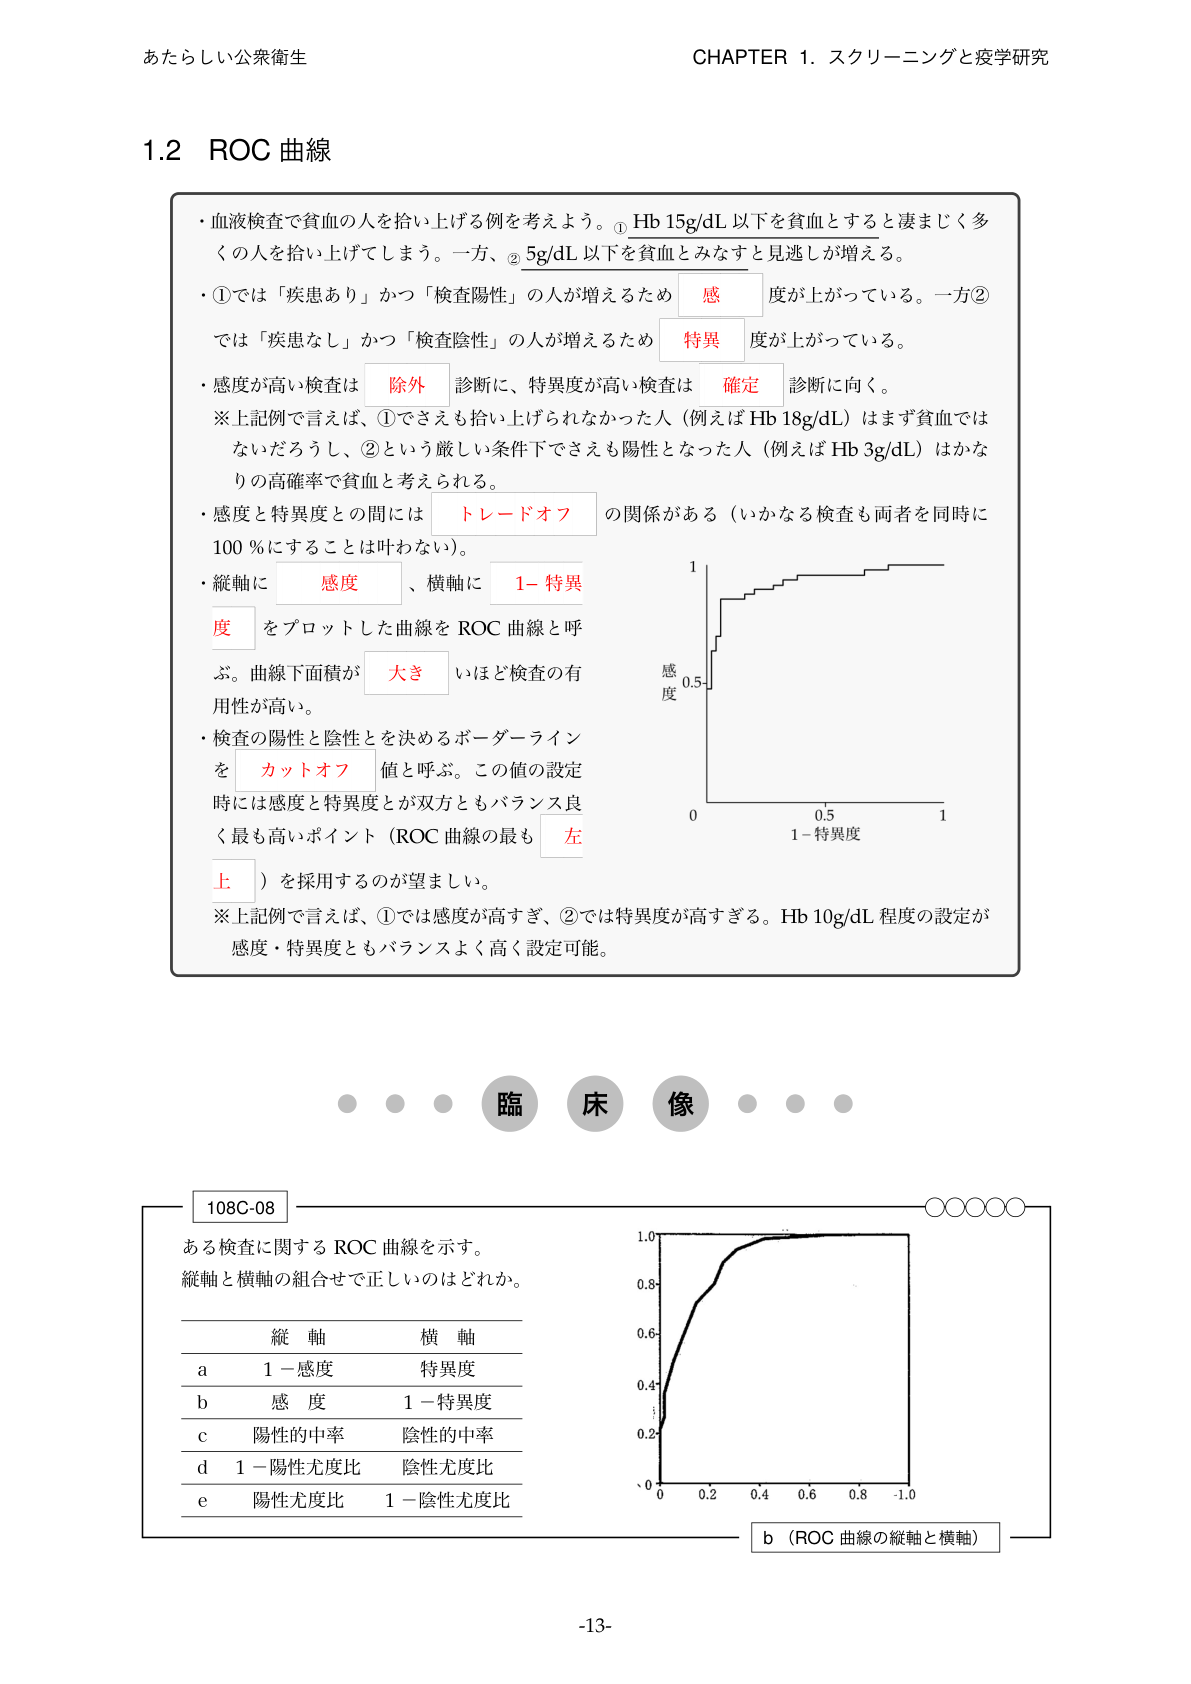 あたらしい公衆衛生
CHAPTER 1. スクリーニングと疫学研究
1.2 ROC 曲線
・血液検査で貧血の人を拾い上げる例を考えよう。① Hb 15g/dL 以下を貧血とすると凄まじく多
くの人を拾い上げてしまう。一方、② 5g/dL 以下を貧血とみなすと見逃しが増える。
・①では「疾患あり」かつ「検査陽性」の人が増えるため 感 度が上がっている。一方②
では「疾患なし」かつ「検査陰性」の人が増えるため 特異 度が上がっている。
・感度が高い検査は 除外 診断に、特異度が高い検査は 確定 診断に向く。
※上記例で言えば、①でさえも拾い上げられなかった人（例えば Hb 18g/dL）はまず貧血では
ないだろうし、②という厳しい条件下でさえも陽性となった人（例えば Hb 3g/dL）はかな
りの高確率で貧血と考えられる。
・感度と特異度との間には トレードオフ の関係がある（いかなる検査も両者を同時に
100 %にすることは叶わない）。
・縦軸に 感度 、横軸に 1− 特異
度 をプロットした曲線を ROC 曲線と呼
ぶ。曲線下面積が 大き いほど検査の有
用性が高い。
・検査の陽性と陰性とを決めるボーダーライン
を カットオフ 値と呼ぶ。この値の設定
時には感度と特異度とが双方ともバランス良
く最も高いポイント（ROC 曲線の最も 左
上 ）を採用するのが望ましい。
1
感
度
0.5
0
0.5
1
1 − 特異度
※上記例で言えば、①では感度が高すぎ、②では特異度が高すぎる。Hb 10g/dL 程度の設定が
感度・特異度ともバランスよく高く設定可能。
臨 床 像
108C-08
ある検査に関する ROC 曲線を示す。
縦軸と横軸の組合せで正しいのはどれか。
縦 軸 横 軸
a 1 −感度 特異度
b 感 度 1 −特異度
c 陽性的中率 陰性的中率
d 1 −陽性尤度比 陰性尤度比
e 陽性尤度比 1 −陰性尤度比
1.0
0.8
0.6
0.4
0.2
0
0 0.2 0.4 0.6 0.8 1.0
b （ROC 曲線の縦軸と横軸）
-13-